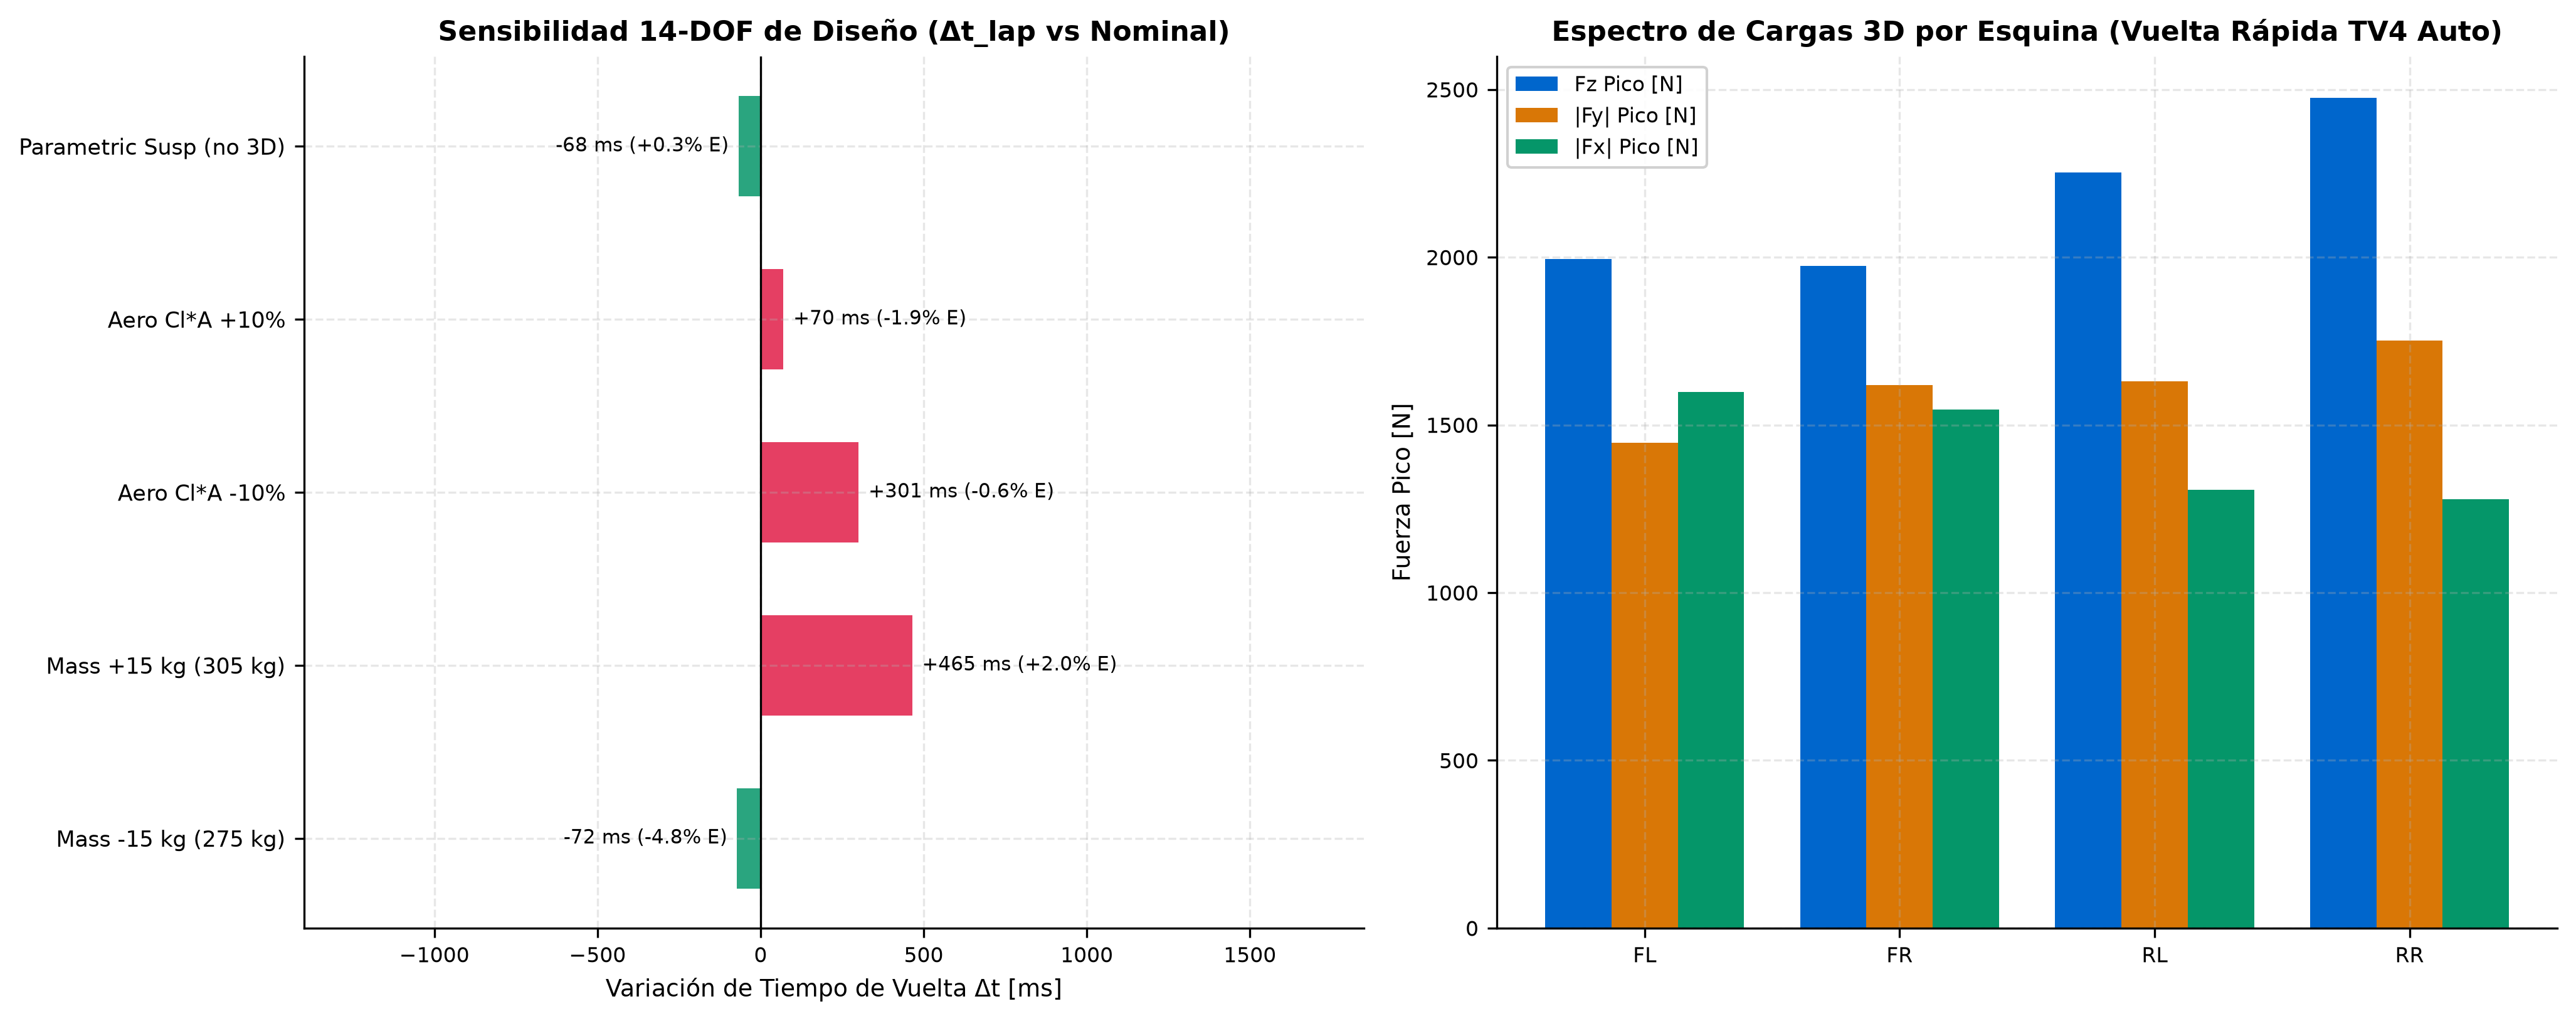 Sensibilidad 14-DOF de Diseño (Δt_lap vs Nominal)
Parametric Susp (no 3D)
-68 ms (+0.3% E)
Aero Cl*A +10%
+70 ms (-1.9% E)
Aero Cl*A -10%
+301 ms (-0.6% E)
Mass +15 kg (305 kg)
+465 ms (+2.0% E)
Mass -15 kg (275 kg)
-72 ms (-4.8% E)
−1000
−500
0
500
1000
1500
Variación de Tiempo de Vuelta Δt [ms]
Espectro de Cargas 3D por Esquina (Vuelta Rápida TV4 Auto)
Fz Pico [N]
|Fy| Pico [N]
|Fx| Pico [N]
Fuerza Pico [N]
2500
2000
1500
1000
500
0
FL
FR
RL
RR